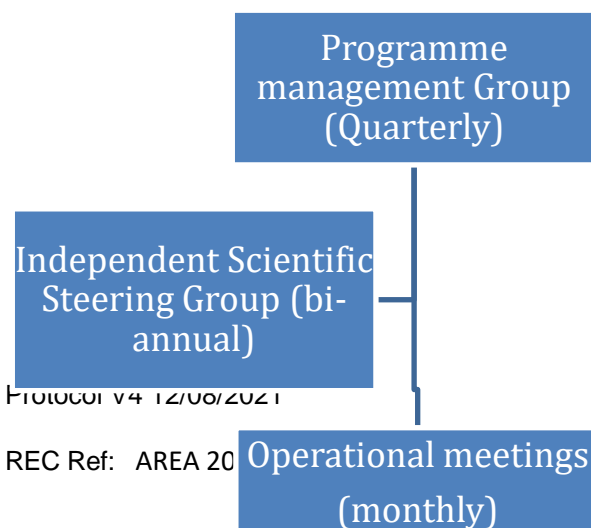 Programme
management Group
(Quarterly)
Independent Scientific
Steering Group (bi-
annual)
Protocol V4 12/08/2021
REC Ref: AREA 20
Operational meetings
(monthly)